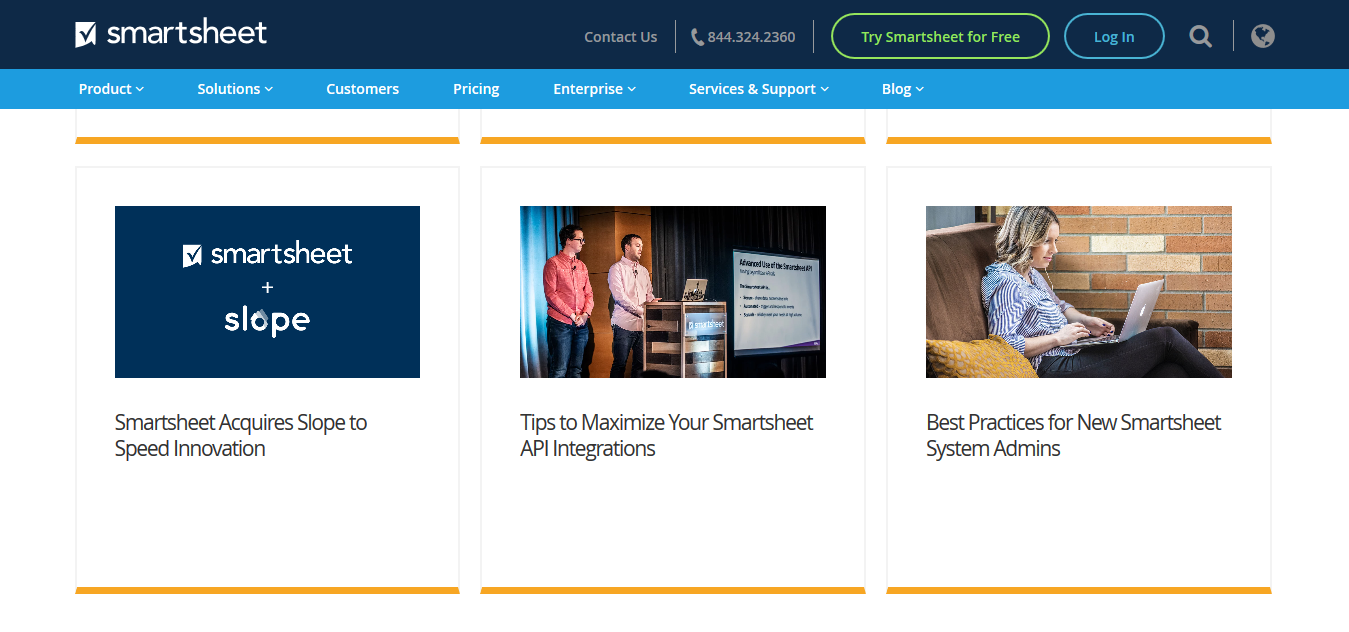 smartsheet
Contact Us
844.324.2360
Try Smartsheet for Free
Log In
Product
Solutions
Customers
Pricing
Enterprise
Services & Support
Blog
smartsheet
+
slope
Advanced Use of the Smartsheet API
smartsheet
Smartsheet Acquires Slope to
Speed Innovation
Tips to Maximize Your Smartsheet
API Integrations
Best Practices for New Smartsheet
System Admins